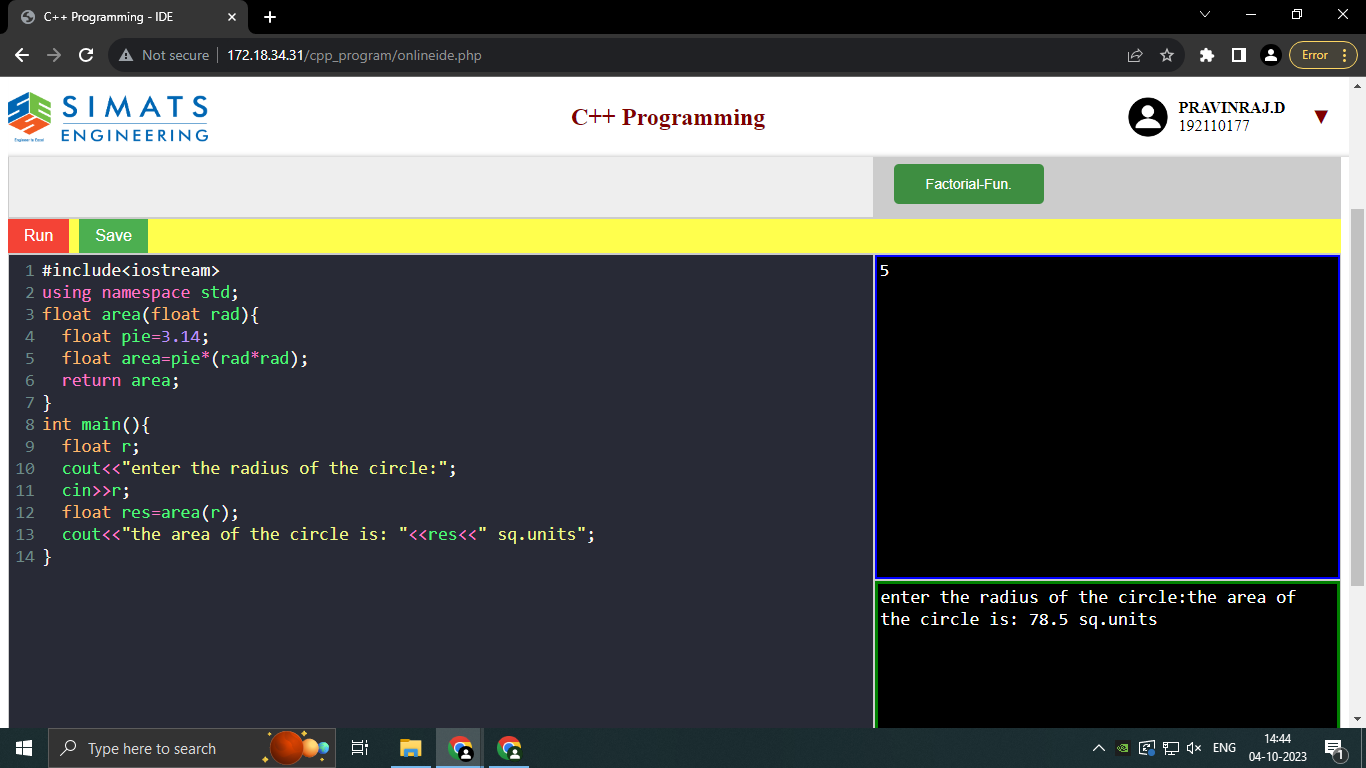 C++ Programming - IDE
Not secure 172.18.34.31/cpp_program/onlineide.php
Error
SIMATS
ENGINEERING
Engineer to Excel
C++ Programming
PRAVINRAJ.D
192110177
Factorial-Fun.
Run Save
1 #include<iostream>
2 using namespace std;
3 float area(float rad){
4   float pie=3.14;
5   float area=pie*(rad*rad);
6   return area;
7 }
8 int main(){
9   float r;
10   cout<<"enter the radius of the circle:";
11   cin>>r;
12   float res=area(r);
13   cout<<"the area of the circle is: "<<res<<" sq.units";
14 }
5
enter the radius of the circle:the area of
the circle is: 78.5 sq.units
Type here to search
ENG
14:44
04-10-2023
1